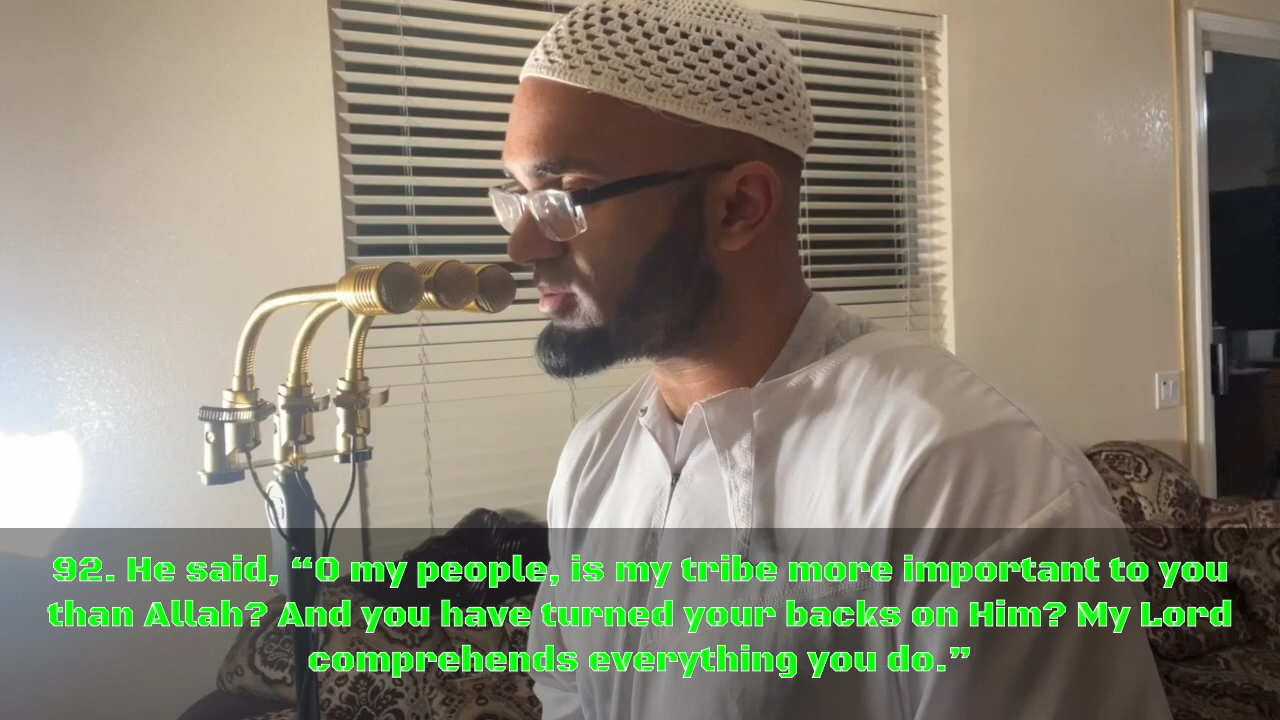 92. He said, “O my people, is my tribe more important to you
than Allah? And you have turned your backs on Him? My Lord
comprehends everything you do.”